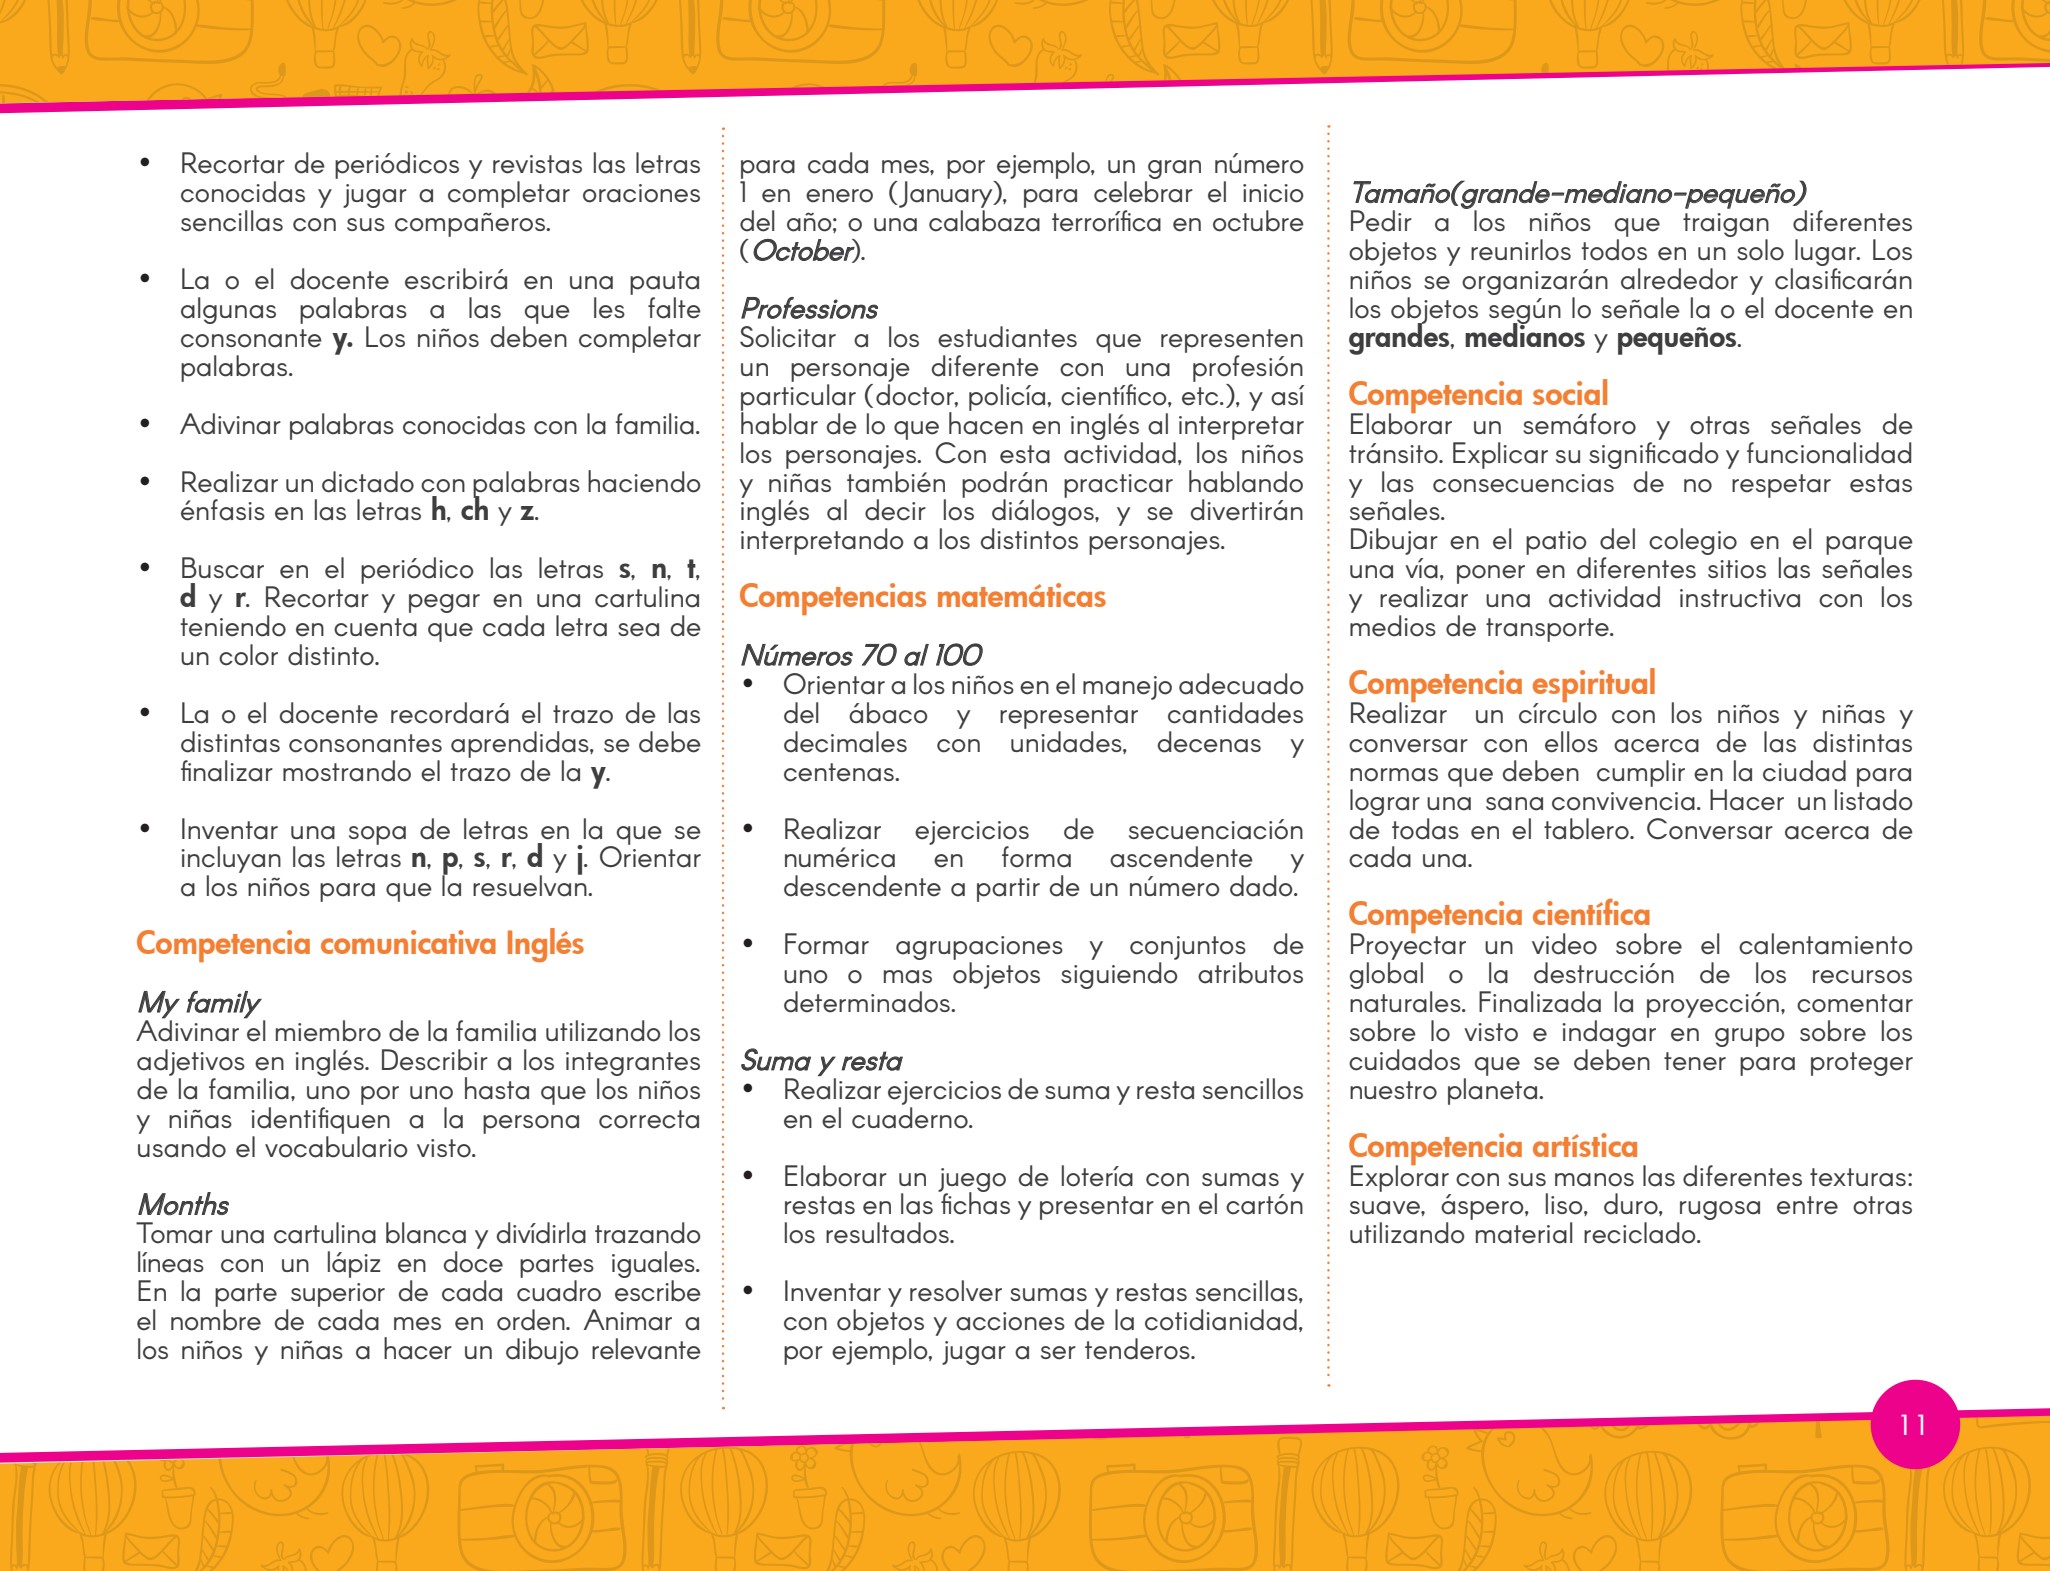 • Recortar de periódicos y revistas las letras
conocidas y jugar a completar oraciones
sencillas con sus compañeros.
• La o el docente escribirá en una pauta
algunas palabras a las que les falte
consonante y. Los niños deben completar
palabras.
• Adivinar palabras conocidas con la familia.
• Realizar un dictado con palabras haciendo
énfasis en las letras h, ch y z.
• Buscar en el periódico las letras s, n, t,
d y r. Recortar y pegar en una cartulina
teniendo en cuenta que cada letra sea de
un color distinto.
• La o el docente recordará el trazo de las
distintas consonantes aprendidas, se debe
finalizar mostrando el trazo de la y.
• Inventar una sopa de letras en la que se
incluyan las letras n, p, s, r, d y j. Orientar
a los niños para que la resuelvan.
Competencia comunicativa Inglés
My family
Adivinar el miembro de la familia utilizando los
adjetivos en inglés. Describir a los integrantes
de la familia, uno por uno hasta que los niños
y niñas identifiquen a la persona correcta
usando el vocabulario visto.
Months
Tomar una cartulina blanca y divídirla trazando
líneas con un lápiz en doce partes iguales.
En la parte superior de cada cuadro escribe
el nombre de cada mes en orden. Animar a
los niños y niñas a hacer un dibujo relevante
para cada mes, por ejemplo, un gran número
1 en enero (January), para celebrar el inicio
del año; o una calabaza terrorífica en octubre
(October).
Professions
Solicitar a los estudiantes que representen
un personaje diferente con una profesión
particular (doctor, policía, científico, etc.), y así
hablar de lo que hacen en inglés al interpretar
los personajes. Con esta actividad, los niños
y niñas también podrán practicar hablando
inglés al decir los diálogos, y se divertirán
interpretando a los distintos personajes.
Competencias matemáticas
Números 70 al 100
• Orientar a los niños en el manejo adecuado
del ábaco y representar cantidades
decimales con unidades, decenas y
centenas.
• Realizar ejercicios de secuenciación
numérica en forma ascendente y
descendente a partir de un número dado.
• Formar agrupaciones y conjuntos de
uno o mas objetos siguiendo atributos
determinados.
Suma y resta
• Realizar ejercicios de suma y resta sencillos
en el cuaderno.
• Elaborar un juego de lotería con sumas y
restas en las fichas y presentar en el cartón
los resultados.
• Inventar y resolver sumas y restas sencillas,
con objetos y acciones de la cotidianidad,
por ejemplo, jugar a ser tenderos.
Tamaño(grande-mediano-pequeño)
Pedir a los niños que traigan diferentes
objetos y reunirlos todos en un solo lugar. Los
niños se organizarán alrededor y clasificarán
los objetos según lo señale la o el docente en
grandes, medianos y pequeños.
Competencia social
Elaborar un semáforo y otras señales de
tránsito. Explicar su significado y funcionalidad
y las consecuencias de no respetar estas
señales.
Dibujar en el patio del colegio en el parque
una vía, poner en diferentes sitios las señales
y realizar una actividad instructiva con los
medios de transporte.
Competencia espiritual
Realizar un círculo con los niños y niñas y
conversar con ellos acerca de las distintas
normas que deben cumplir en la ciudad para
lograr una sana convivencia. Hacer un listado
de todas en el tablero. Conversar acerca de
cada una.
Competencia científica
Proyectar un video sobre el calentamiento
global o la destrucción de los recursos
naturales. Finalizada la proyección, comentar
sobre lo visto e indagar en grupo sobre los
cuidados que se deben tener para proteger
nuestro planeta.
Competencia artística
Explorar con sus manos las diferentes texturas:
suave, áspero, liso, duro, rugosa entre otras
utilizando material reciclado.
11